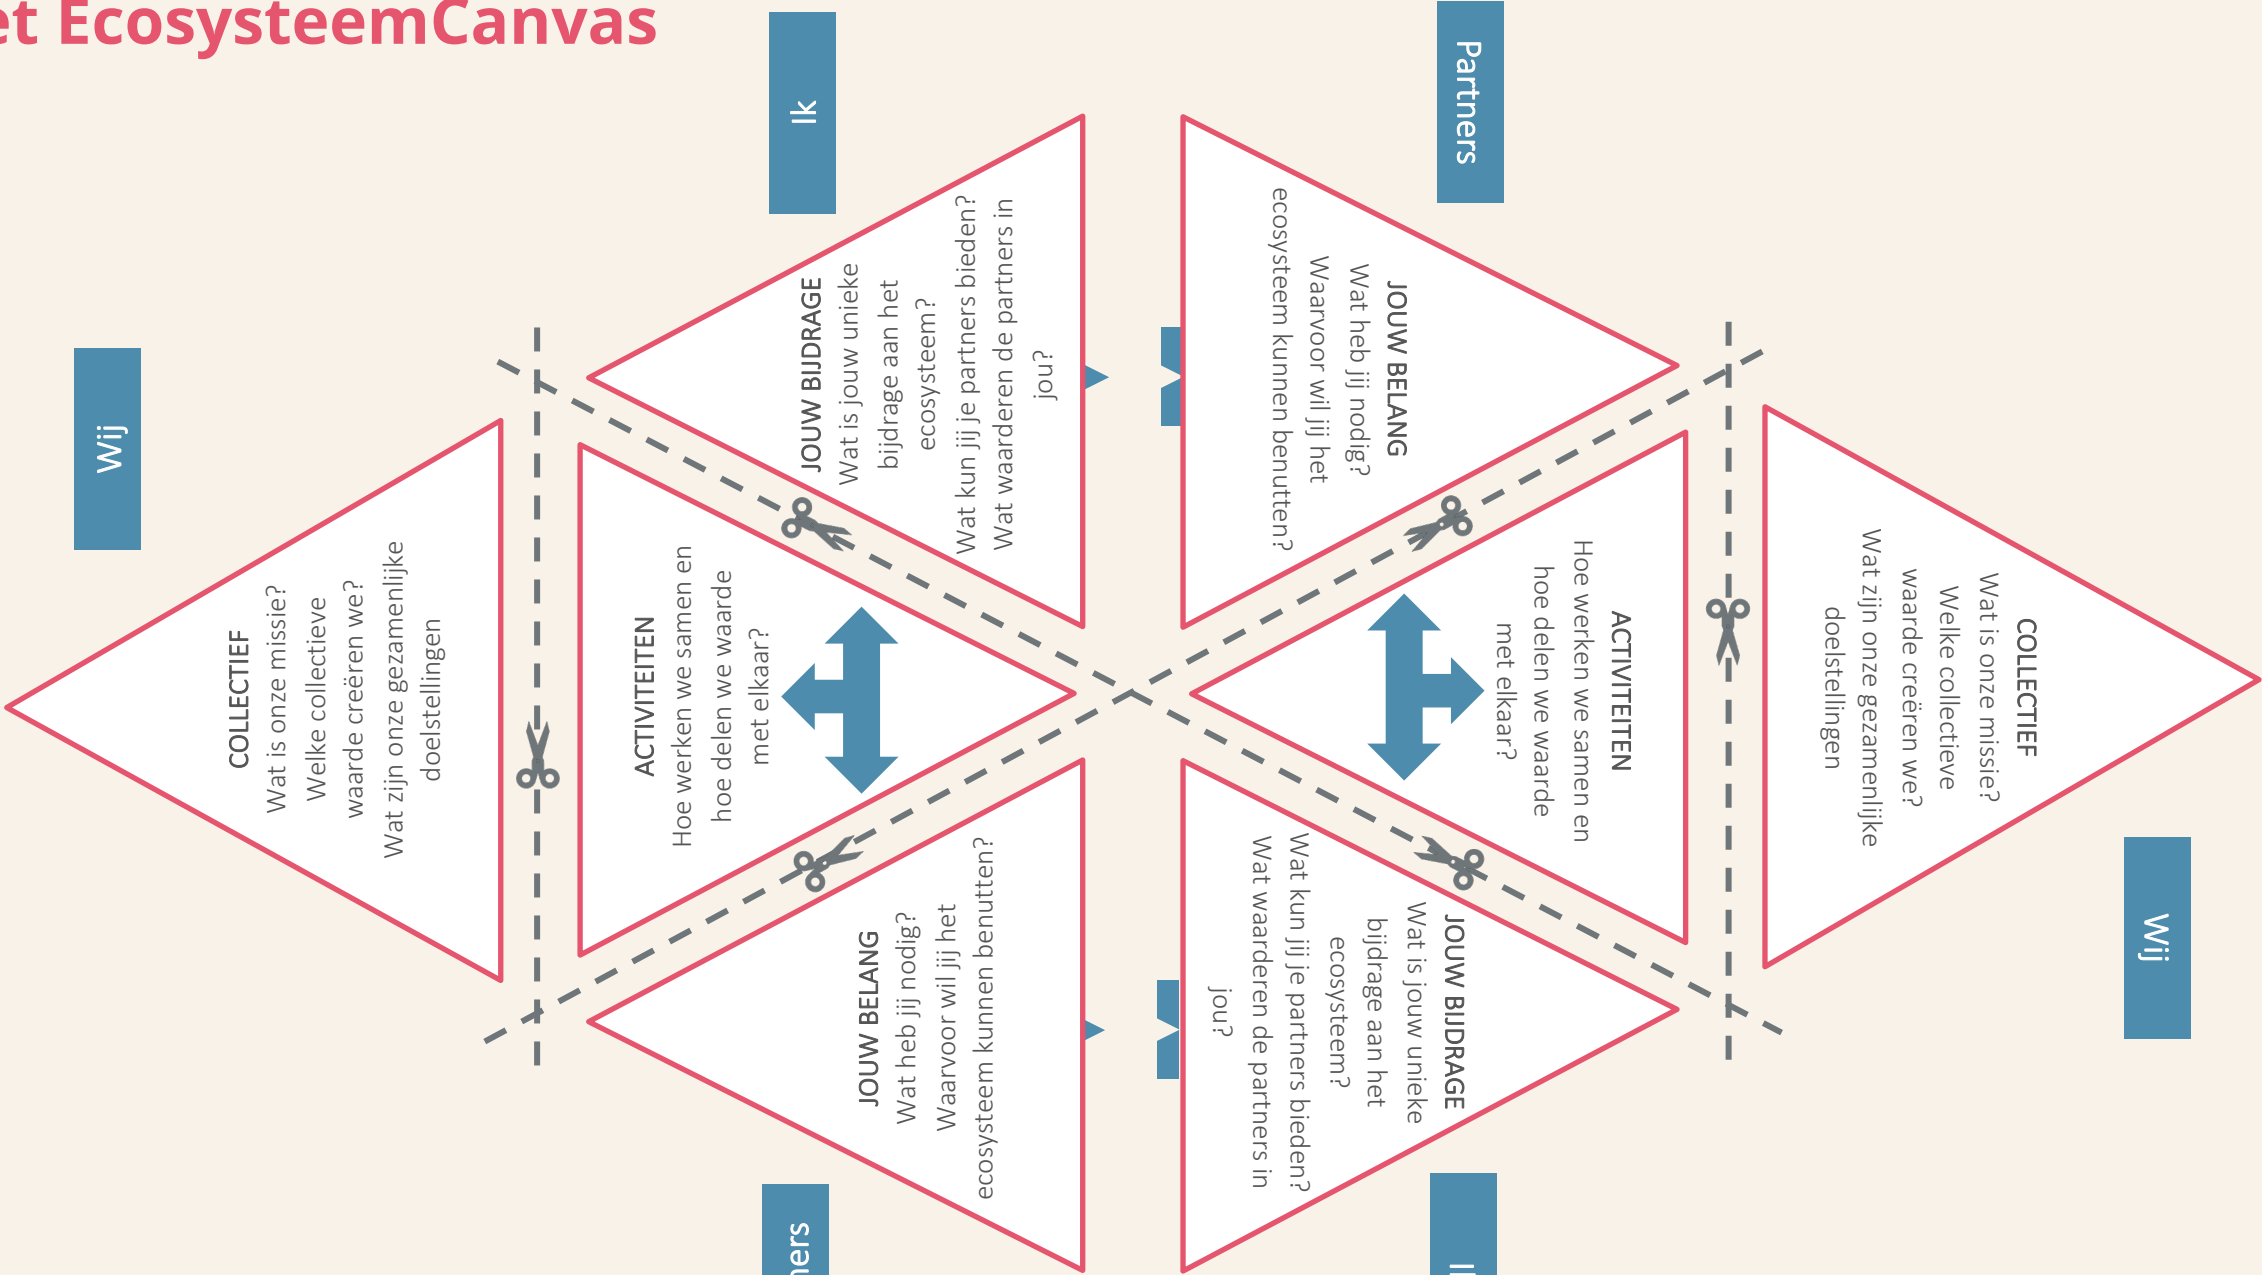 et EcosysteemCanvas
Ik
Partners
Wij
JOUW BIJDRAGE
Wat is jouw unieke
bijdrage aan het
ecosysteem?
Wat kun jij je partners bieden?
Wat waarderen de partners in
jou?
JOUW BELANG
Wat heb jij nodig?
Waarvoor wil jij het
ecosysteem kunnen benutten?
COLLECTIEF
Wat is onze missie?
Welke collectieve
waarde creëren we?
Wat zijn onze gezamenlijke
doelstellingen
ACTIVITEITEN
Hoe werken we samen en
hoe delen we waarde
met elkaar?
ACTIVITEITEN
Hoe werken we samen en
hoe delen we waarde
met elkaar?
COLLECTIEF
Wat is onze missie?
Welke collectieve
waarde creëren we?
Wat zijn onze gezamenlijke
doelstellingen
JOUW BELANG
Wat heb jij nodig?
Waarvoor wil jij het
ecosysteem kunnen benutten?
JOUW BIJDRAGE
Wat is jouw unieke
bijdrage aan het
ecosysteem?
Wat kun jij je partners bieden?
Wat waarderen de partners in
jou?
Wij
ners
I